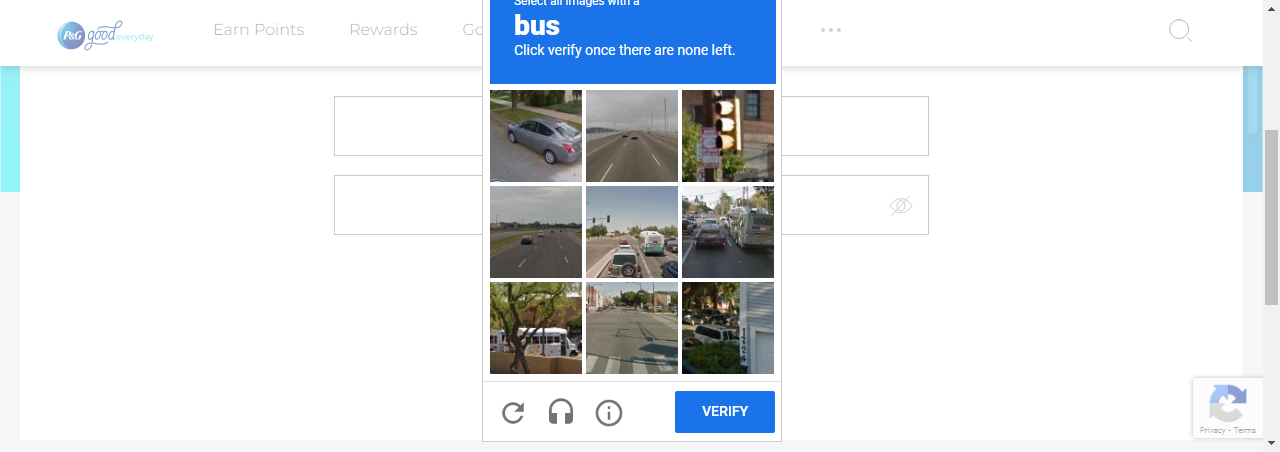 P&G good everyday
Earn Points
Rewards
Select all images with a
bus
Click verify once there are none left.
1724
VERIFY
Privacy - Terms